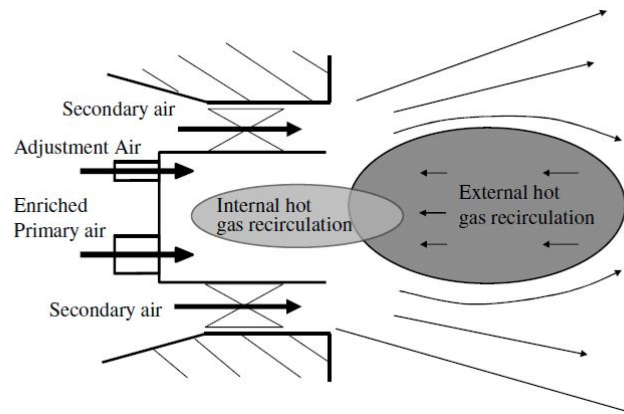 Secondary air
Adjustment Air
Enriched
Primary air
Secondary air
Internal hot
gas recirculation
External hot
gas recirculation